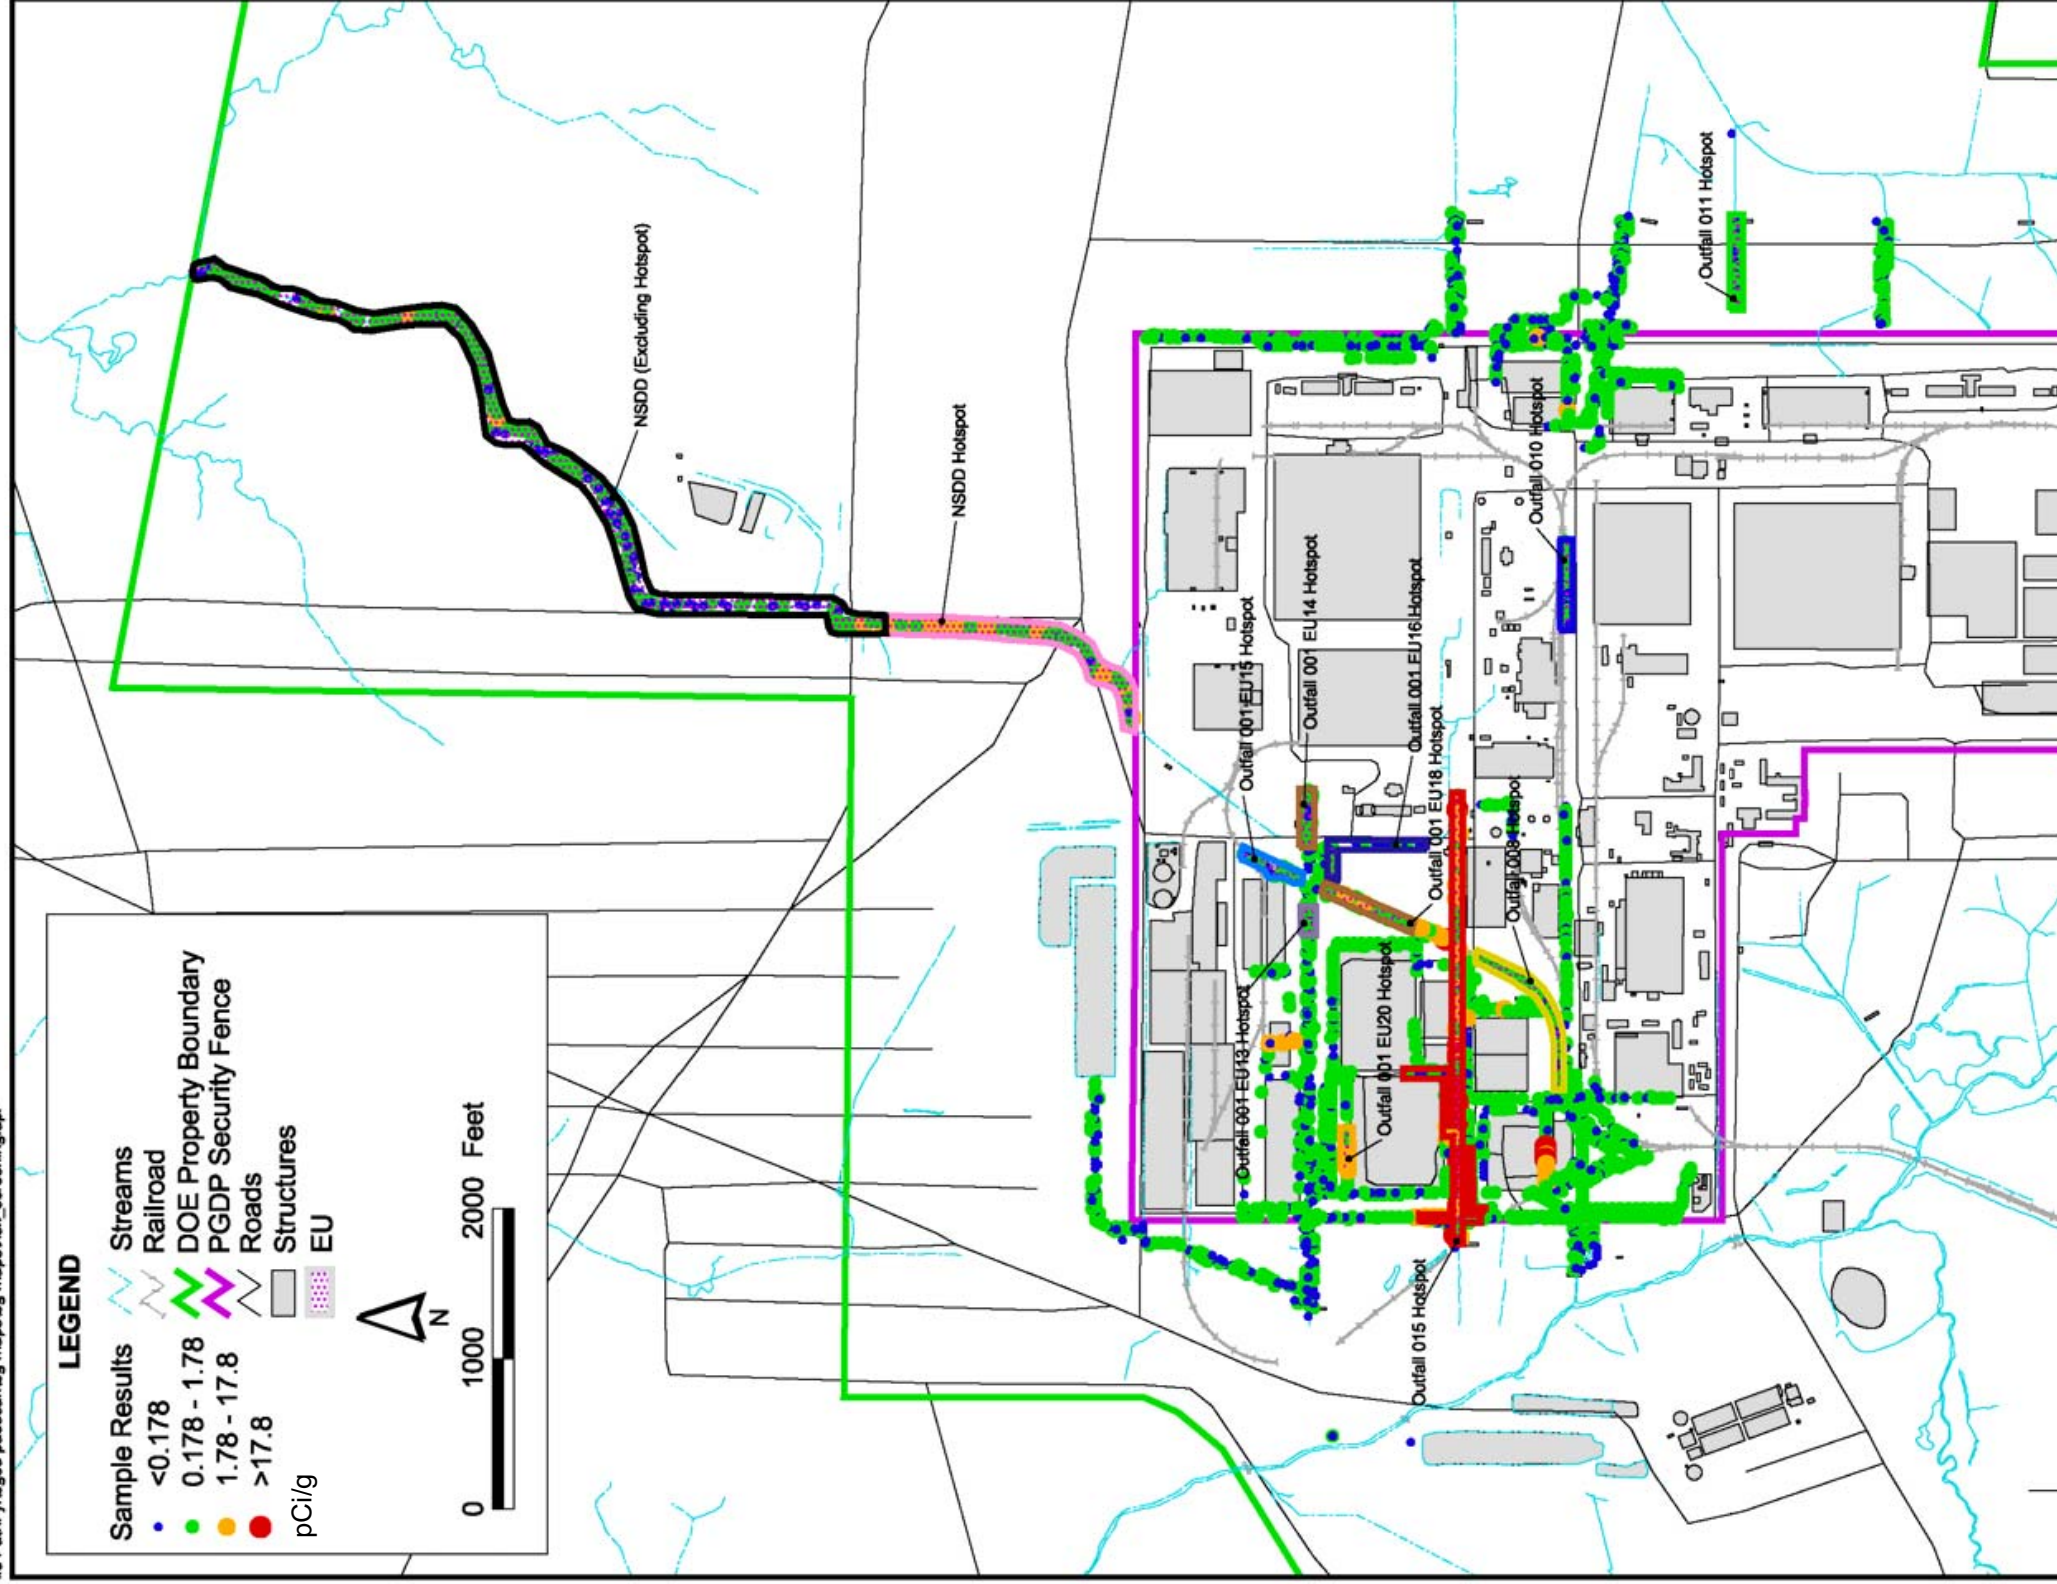 LEGEND
Sample Results
<0.178
0.178 - 1.78
1.78 - 17.8
>17.8
pCi/g
Streams
Railroad
DOE Property Boundary
PGDP Security Fence
Roads
Structures
EU
N
0 1000 2000 Feet
NSDD (Excluding Hotspot)
NSDD Hotspot
Outfall 011 Hotspot
Outfall 010 Hotspot
Outfall 001 EU15 Hotspot
Outfall 001 EU14 Hotspot
Outfall 001 EU16 Hotspot
Outfall 001 EU18 Hotspot
Outfall 008 Hotspot
Outfall 001 EU13 Hotspot
Outfall 001 EU20 Hotspot
Outfall 015 Hotspot